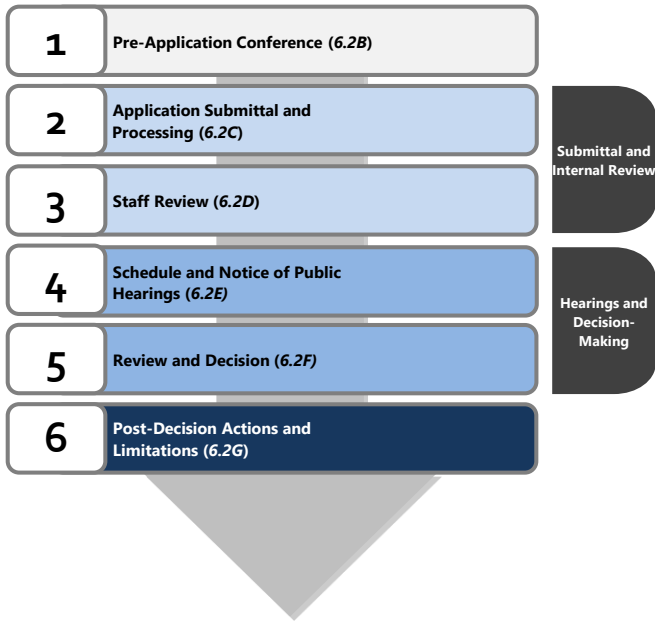 1
Pre-Application Conference (6.2B)
2
Application Submittal and
Processing (6.2C)
3
Staff Review (6.2D)
Submittal and
Internal Review
4
Schedule and Notice of Public
Hearings (6.2E)
5
Review and Decision (6.2F)
Hearings and
Decision-
Making
6
Post-Decision Actions and
Limitations (6.2G)